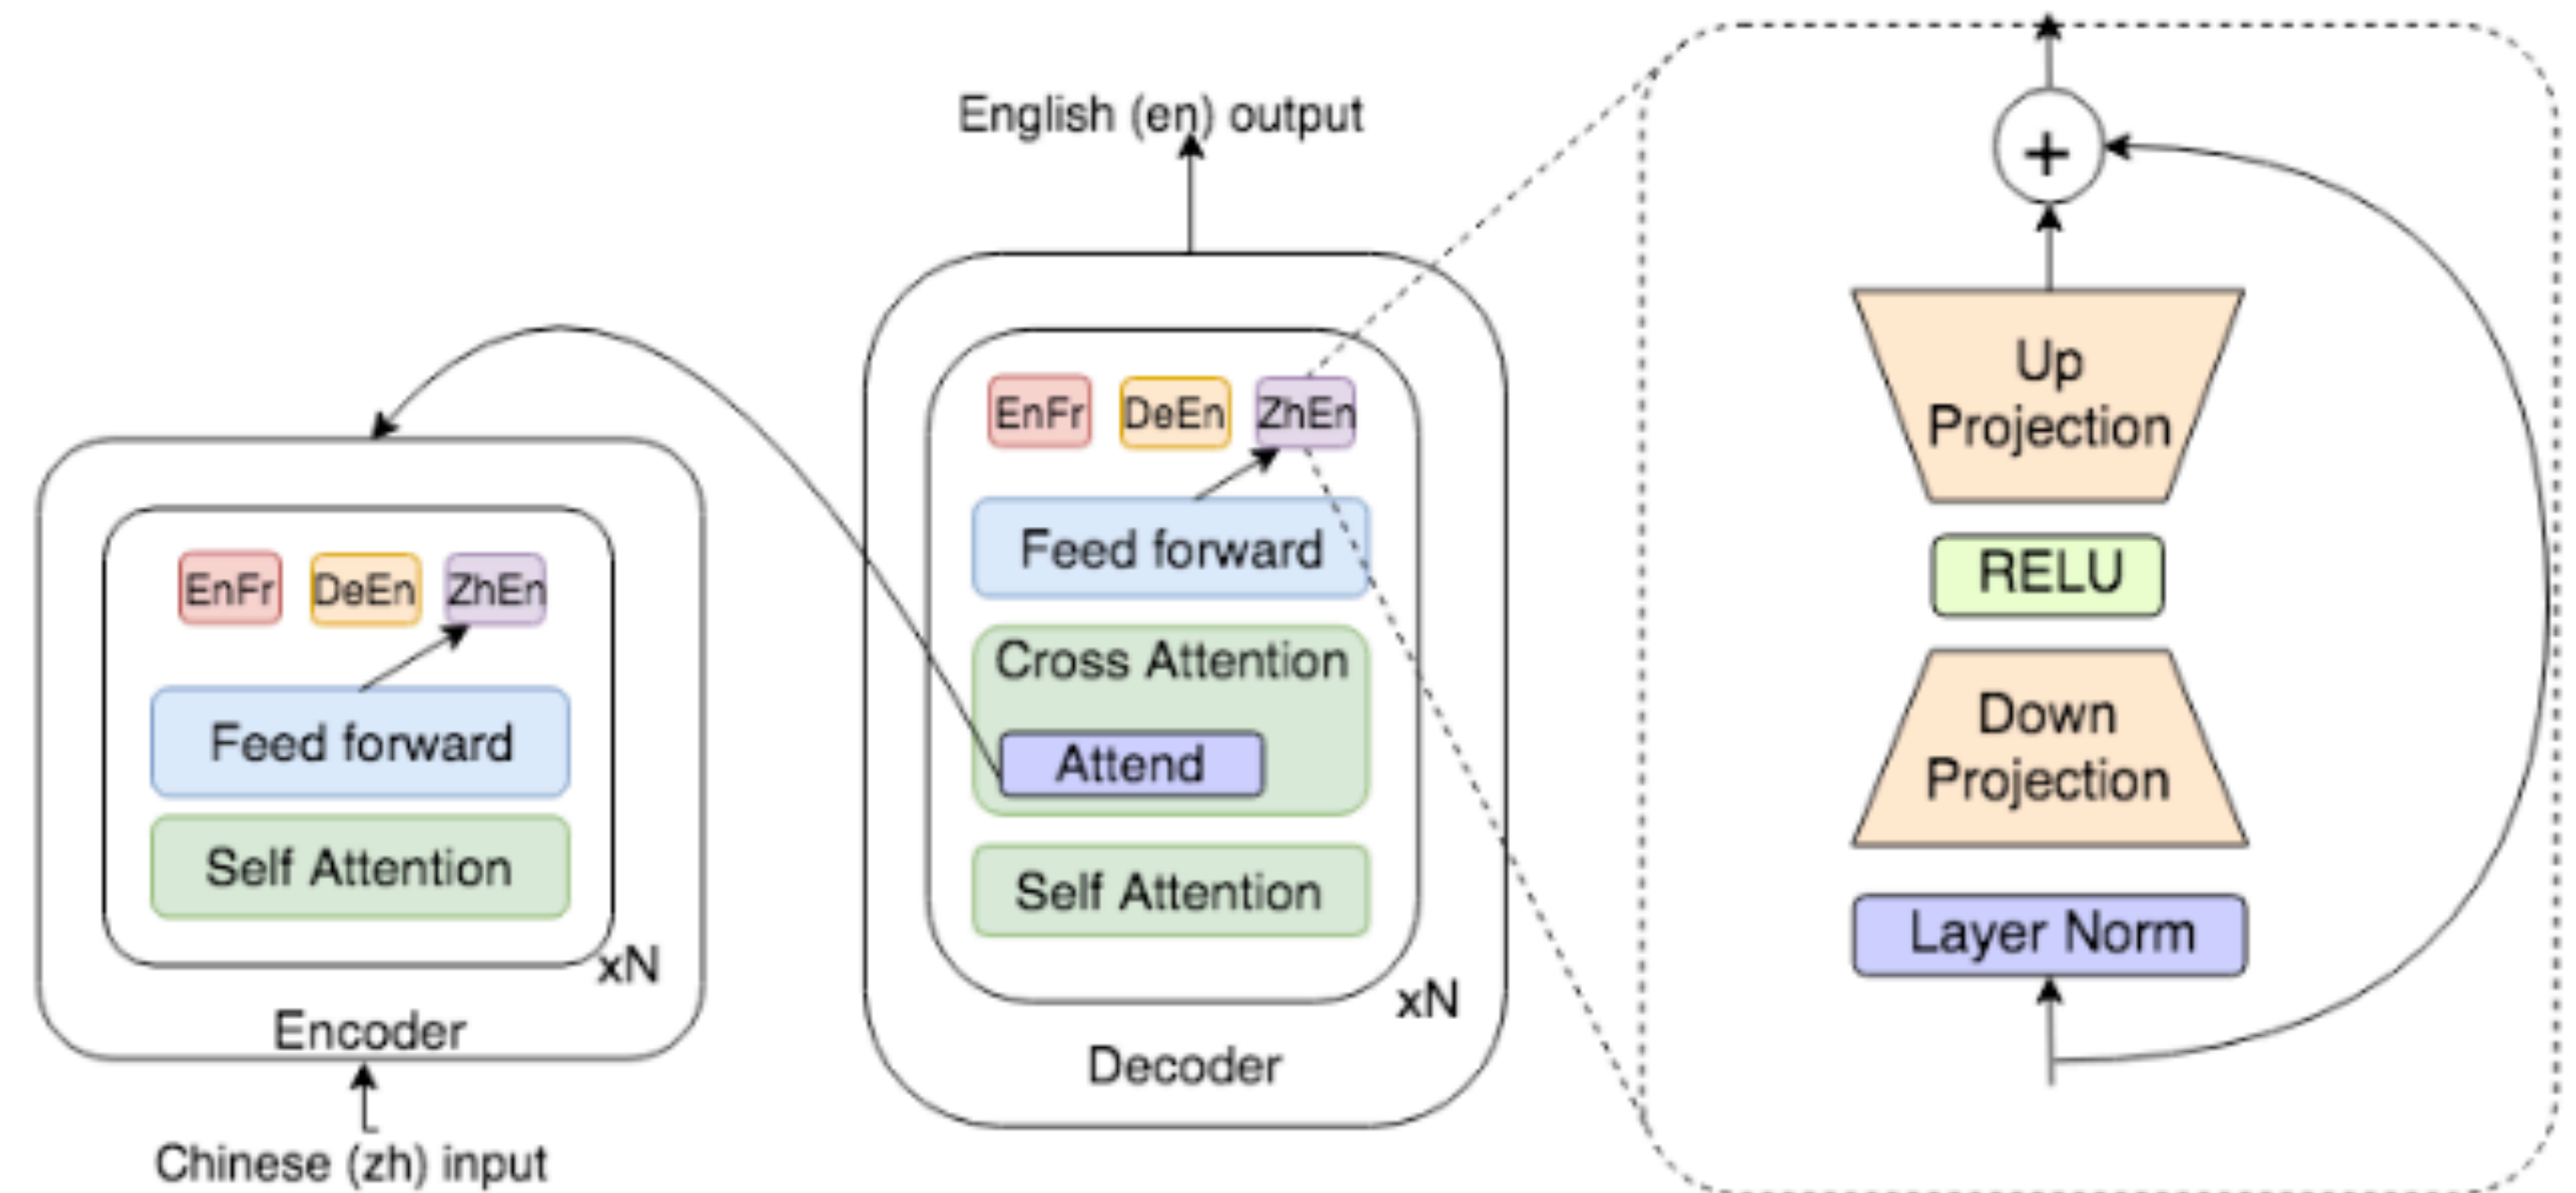 EnFr DeEn ZhEn
Feed forward
Self Attention
xN
Encoder
Chinese (zh) input
English (en) output
EnFr DeEn ZhEn
Feed forward
Cross Attention
Attend
Self Attention
xN
Decoder
+
Up
Projection
RELU
Down
Projection
Layer Norm